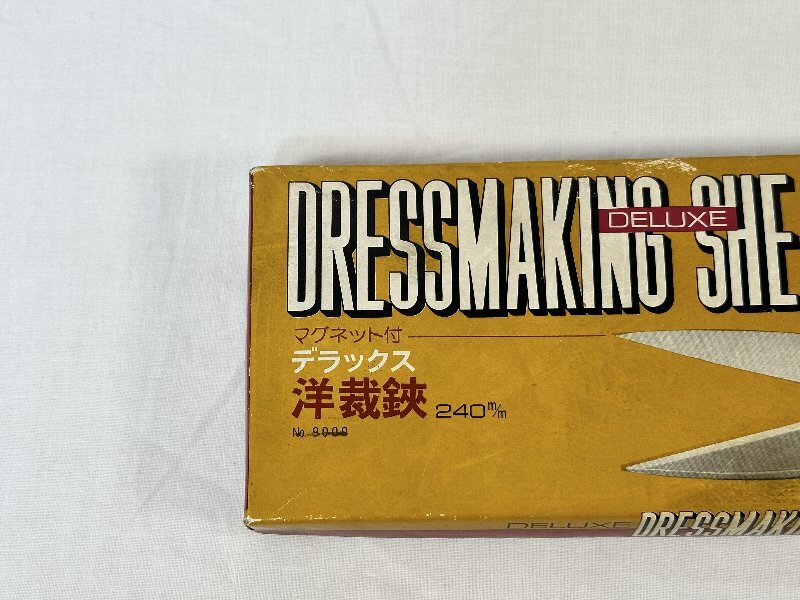 DRESSMAKING SHE
DELUXE
マグネット付
デラックス
洋裁鋏 240m/m
No. 8000
DELUXE DRESSMAKI